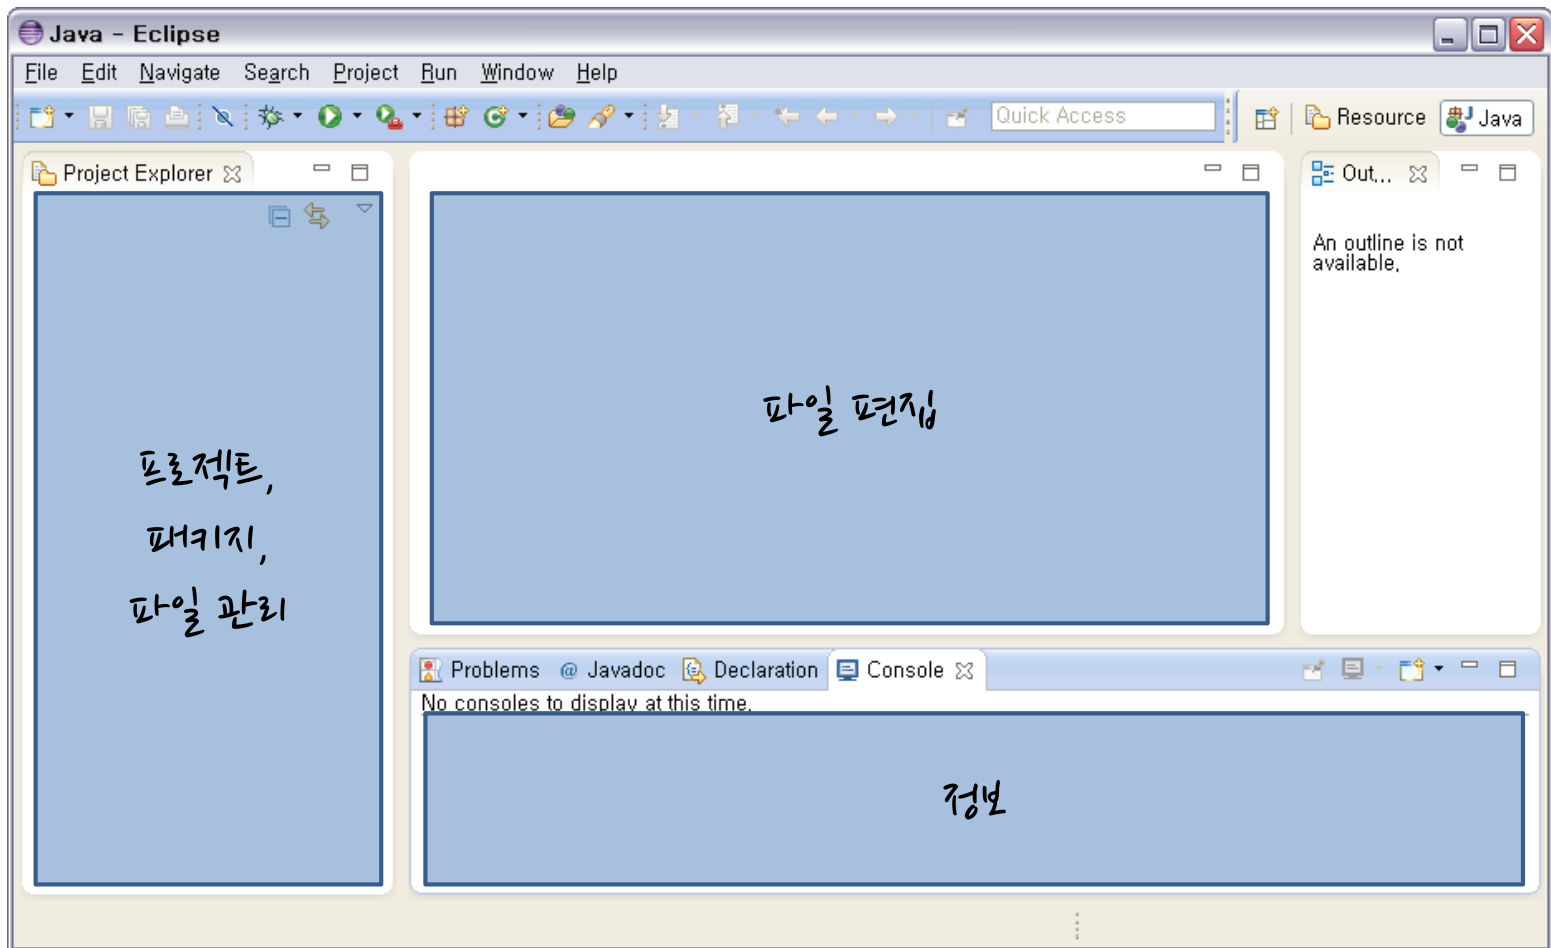 Java - Eclipse
File Edit Navigate Search Project Run Window Help
Quick Access
Resource
Java
Project Explorer
Out...
An outline is not
available.
프로젝트,
패키지,
파일 관리
파일 편집
Problems @ Javadoc Declaration Console
No consoles to display at this time.
정보